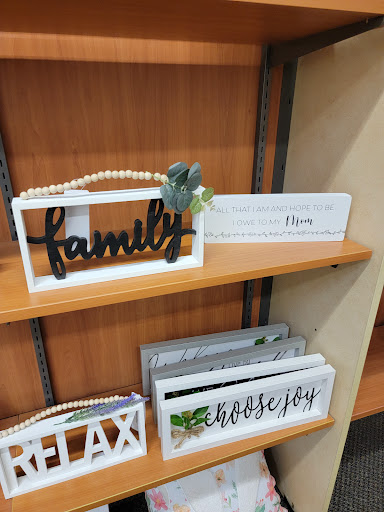 family
ALL THAT I AM AND HOPE TO BE
I OWE TO MY Mom
choose joy
RELAX